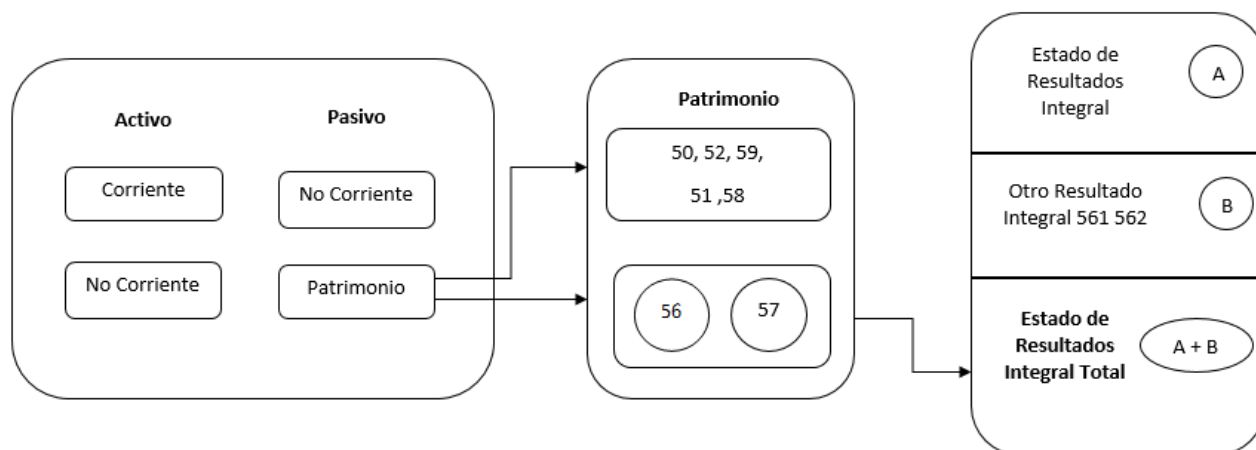 Activo
Corriente
No Corriente
Pasivo
No Corriente
Patrimonio
Patrimonio
50, 52, 59,
51 ,58
56
57
Estado de
Resultados
Integral
A
Otro Resultado
Integral 561 562
B
Estado de
Resultados
Integral Total
A + B